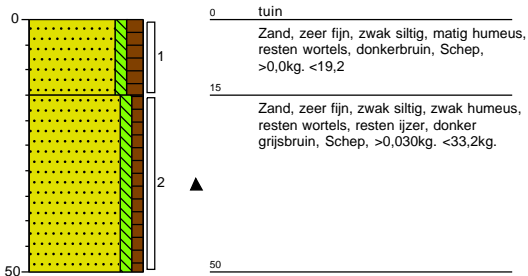 0
1
2
50
0 tuin
Zand, zeer fijn, zwak siltig, matig humeus,
resten wortels, donkerbruin, Schep,
>0,0kg. <19,2
15
Zand, zeer fijn, zwak siltig, zwak humeus,
resten wortels, resten ijzer, donker
grijsbruin, Schep, >0,030kg. <33,2kg.
50